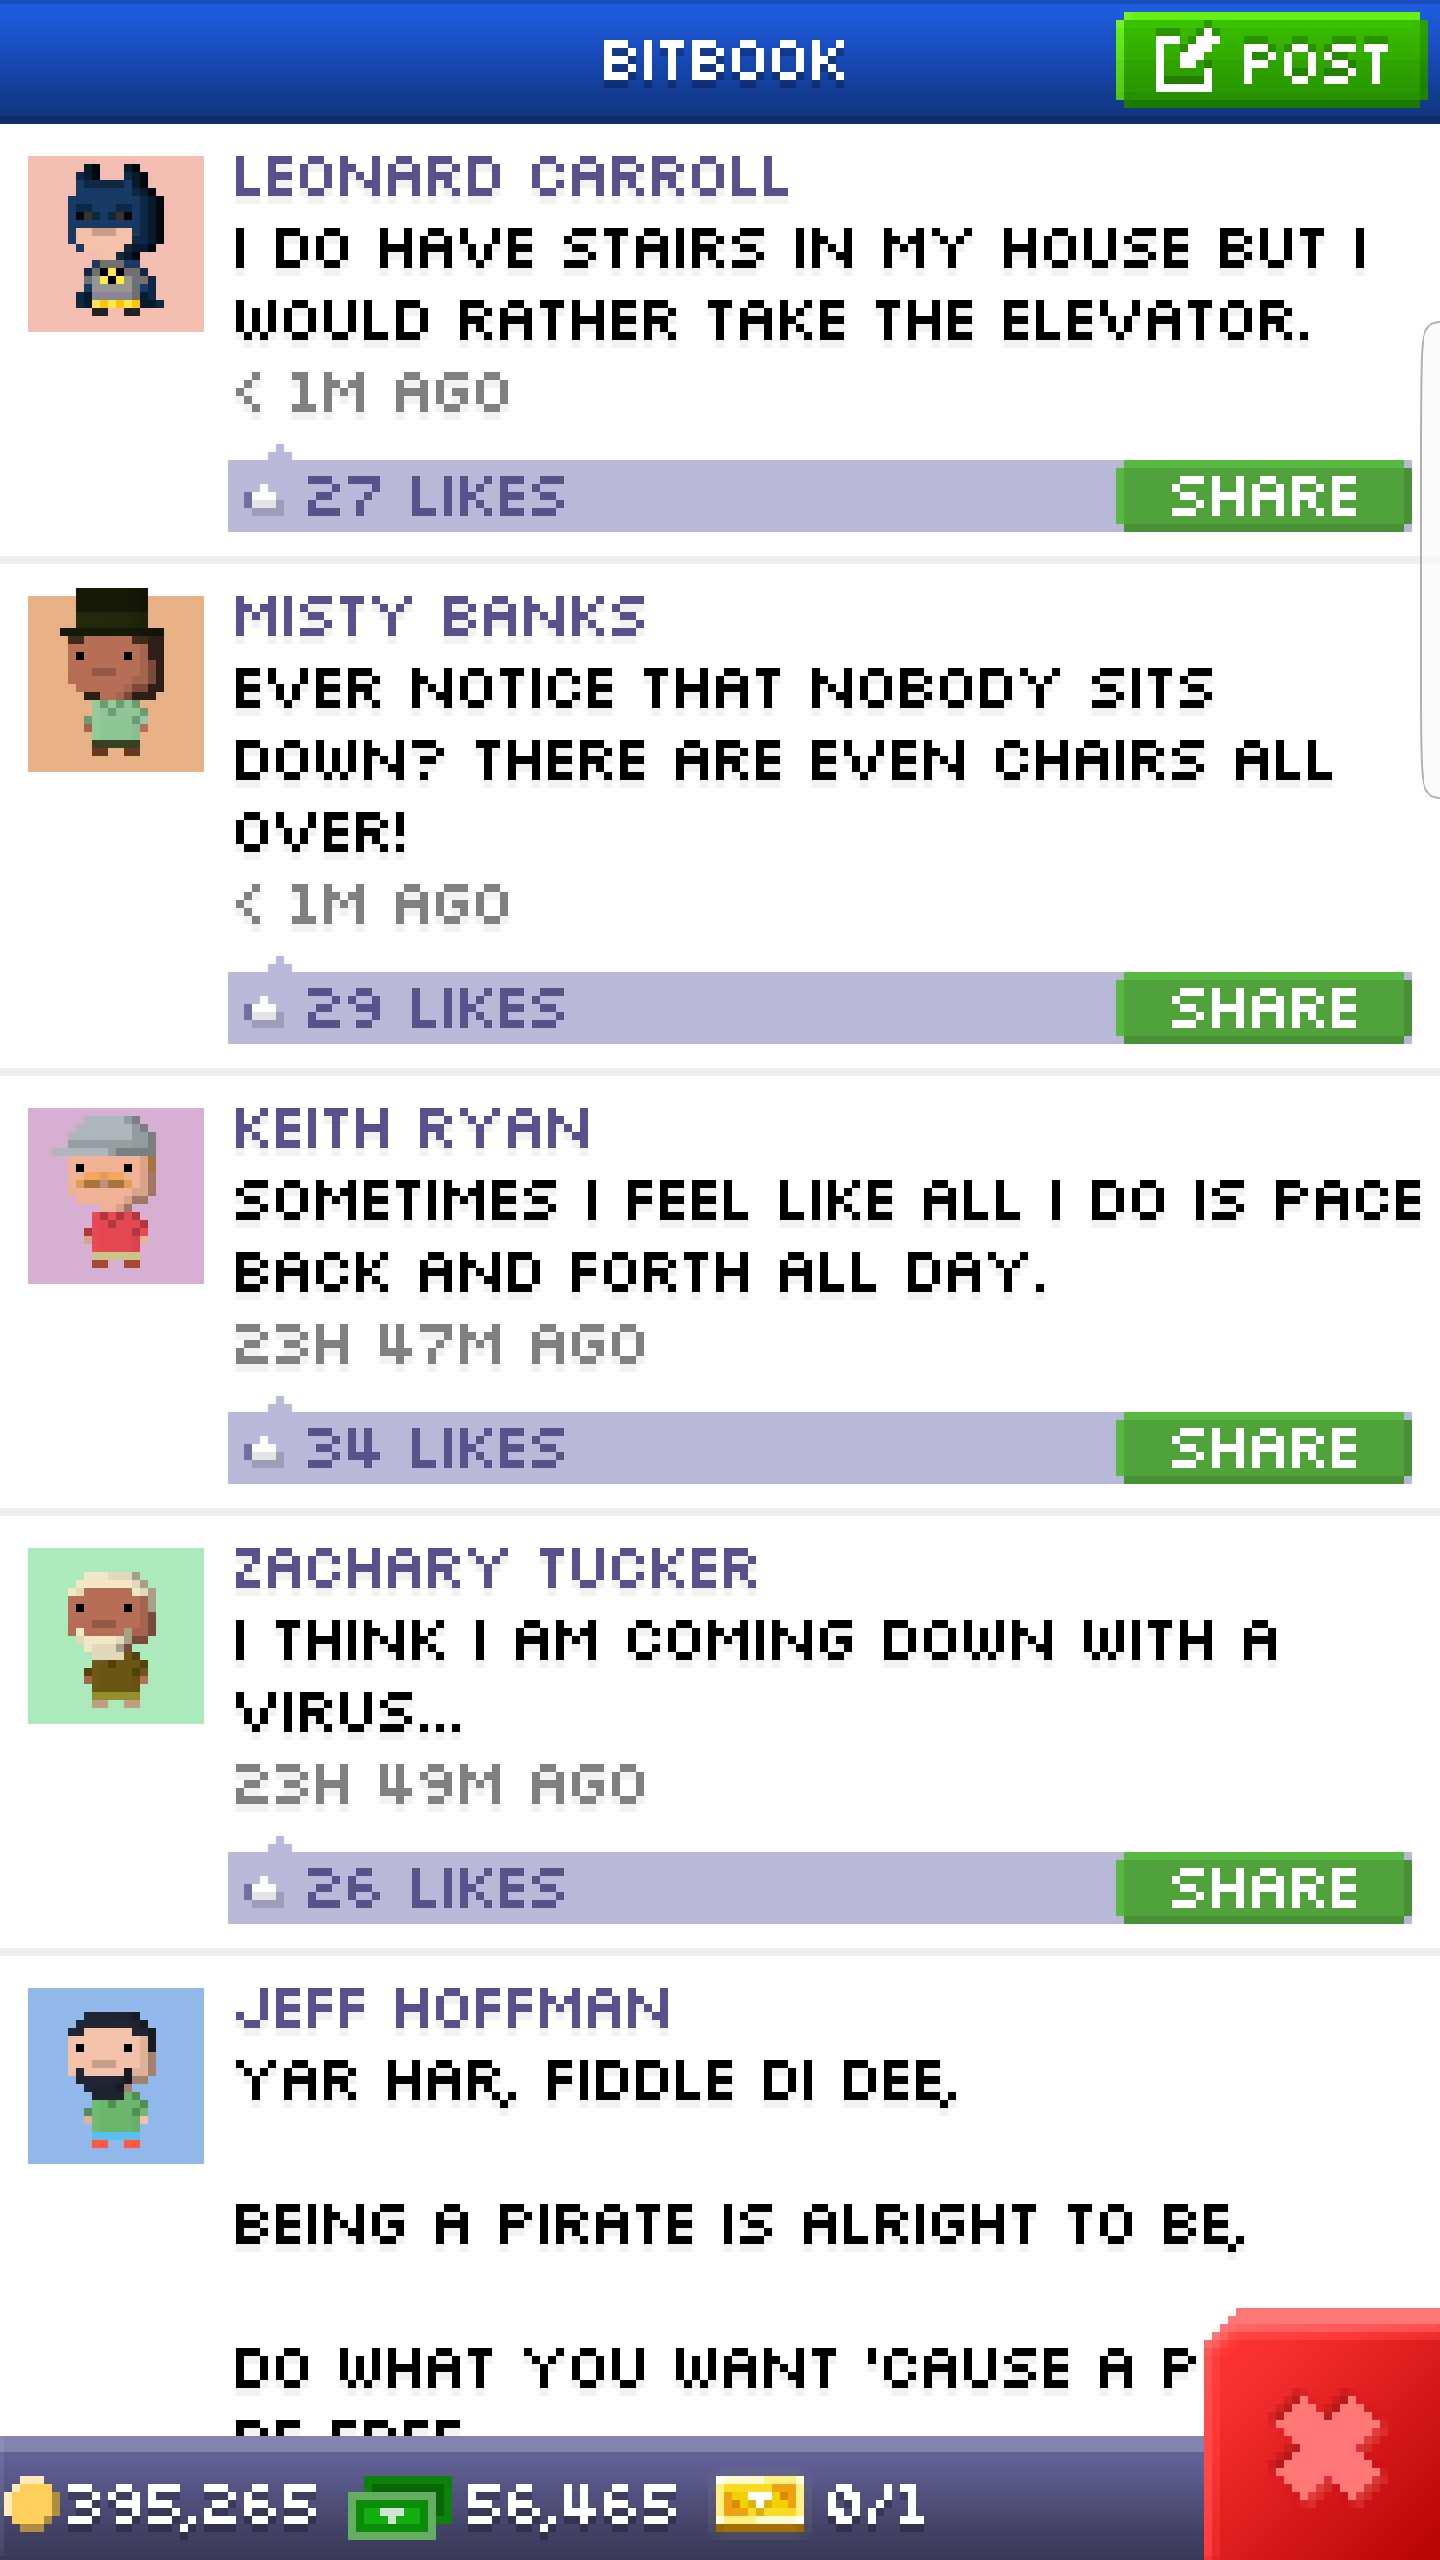 BITBOOK
POST
LEONARD CARROLL
I DO HAVE STAIRS IN MY HOUSE BUT I
WOULD RATHER TAKE THE ELEVATOR.
< 1M AGO
27 LIKES
SHARE
MISTY BANKS
EVER NOTICE THAT NOBODY SITS
DOWN? THERE ARE EVEN CHAIRS ALL
OVER!
< 1M AGO
29 LIKES
SHARE
KEITH RYAN
SOMETIMES I FEEL LIKE ALL I DO IS PACE
BACK AND FORTH ALL DAY.
23H 47M AGO
34 LIKES
SHARE
ZACHARY TUCKER
I THINK I AM COMING DOWN WITH A
VIRUS...
23H 49M AGO
26 LIKES
SHARE
JEFF HOFFMAN
YAR HAR, FIDDLE DI DEE,
BEING A PIRATE IS ALRIGHT TO BE,
DO WHAT YOU WANT 'CAUSE A P
395,265 56,465 0/1